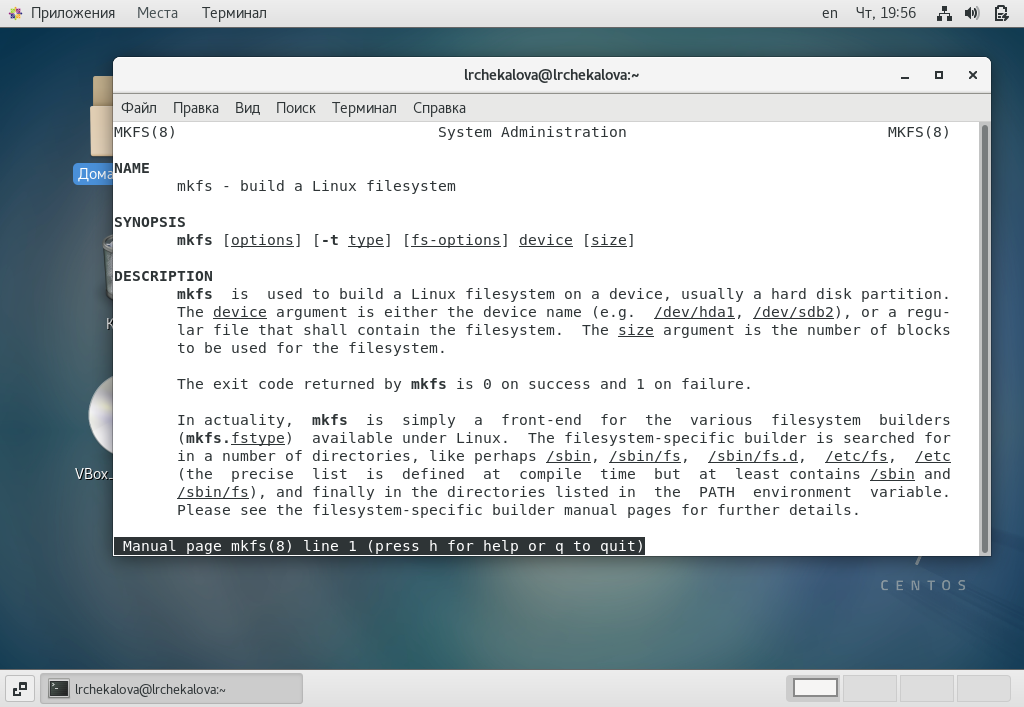 Приложения Места Терминал en Чт, 19:56
lrchekalova@lrchekalova:~
Файл Правка Вид Поиск Терминал Справка
MKFS(8) System Administration MKFS(8)
NAME
mkfs - build a Linux filesystem
SYNOPSIS
mkfs [options] [-t type] [fs-options] device [size]
DESCRIPTION
mkfs is used to build a Linux filesystem on a device, usually a hard disk partition.
The device argument is either the device name (e.g. /dev/hda1, /dev/sdb2), or a regu-
lar file that shall contain the filesystem. The size argument is the number of blocks
to be used for the filesystem.
The exit code returned by mkfs is 0 on success and 1 on failure.
In actuality, mkfs is simply a front-end for the various filesystem builders
(mkfs.fstype) available under Linux. The filesystem-specific builder is searched for
in a number of directories, like perhaps /sbin, /sbin/fs, /sbin/fs.d, /etc/fs, /etc
(the precise list is defined at compile time but at least contains /sbin and
/sbin/fs), and finally in the directories listed in the PATH environment variable.
Please see the filesystem-specific builder manual pages for further details.
Manual page mkfs(8) line 1 (press h for help or q to quit)
Дома
К
VBox_
7
CENTOS
lrchekalova@lrchekalova:~